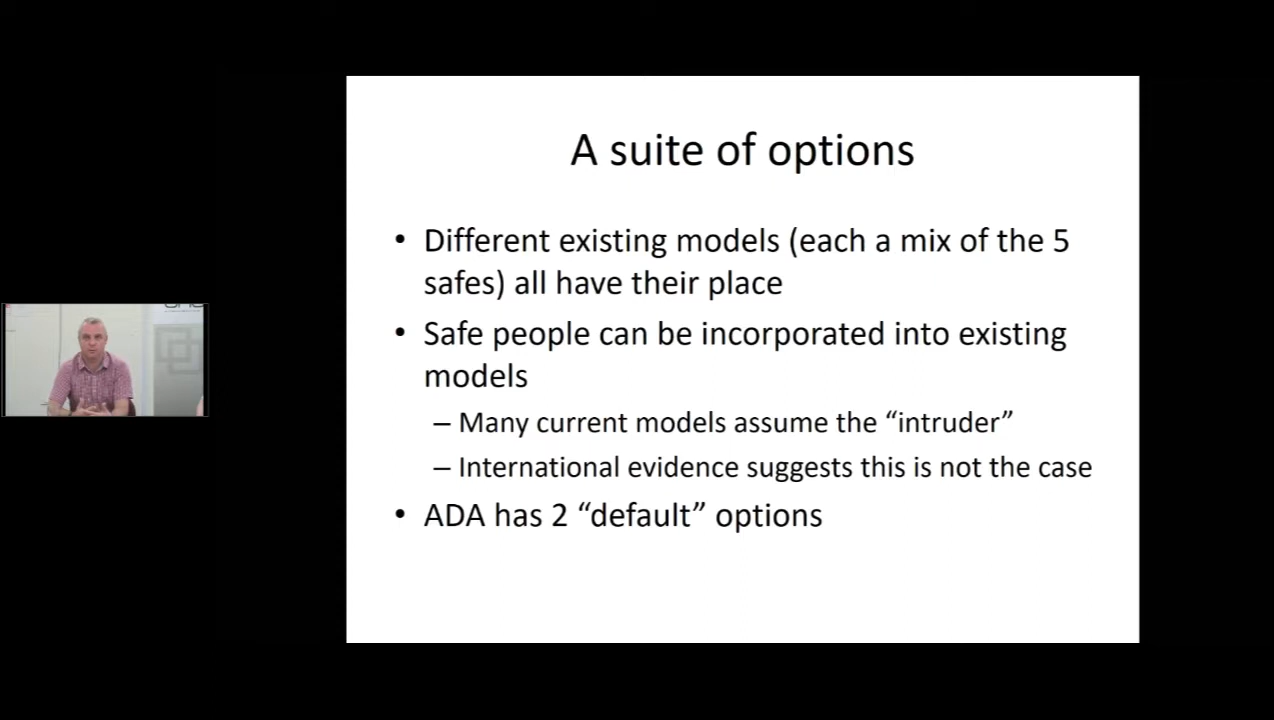 A suite of options
• Different existing models (each a mix of the 5
safes) all have their place
• Safe people can be incorporated into existing
models
– Many current models assume the “intruder”
– International evidence suggests this is not the case
• ADA has 2 “default” options